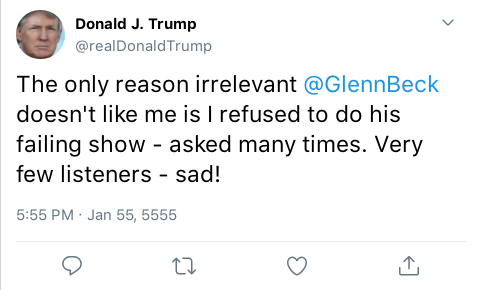 Donald J. Trump
@realDonaldTrump
The only reason irrelevant @GlennBeck
doesn't like me is I refused to do his
failing show - asked many times. Very
few listeners - sad!
5:55 PM · Jan 55, 5555